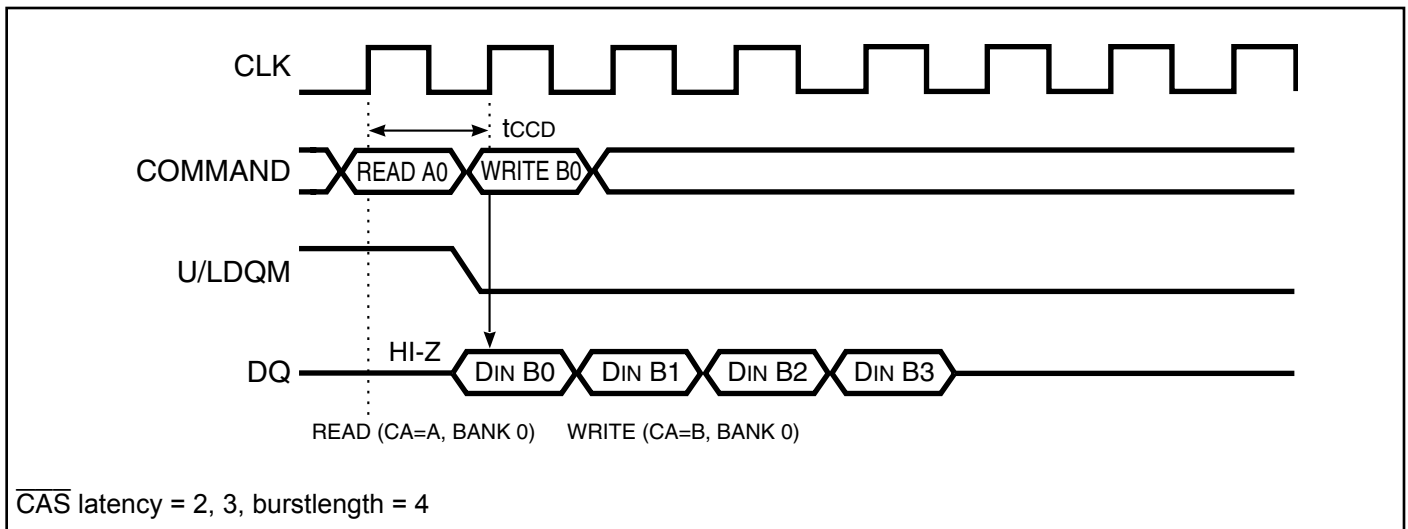 CLK
tCCD
COMMAND
READ A0
WRITE B0
U/LDQM
HI-Z
DQ
DIN B0
DIN B1
DIN B2
DIN B3
READ (CA=A, BANK 0)
WRITE (CA=B, BANK 0)
C̅A̅S̅ latency = 2, 3, burstlength = 4